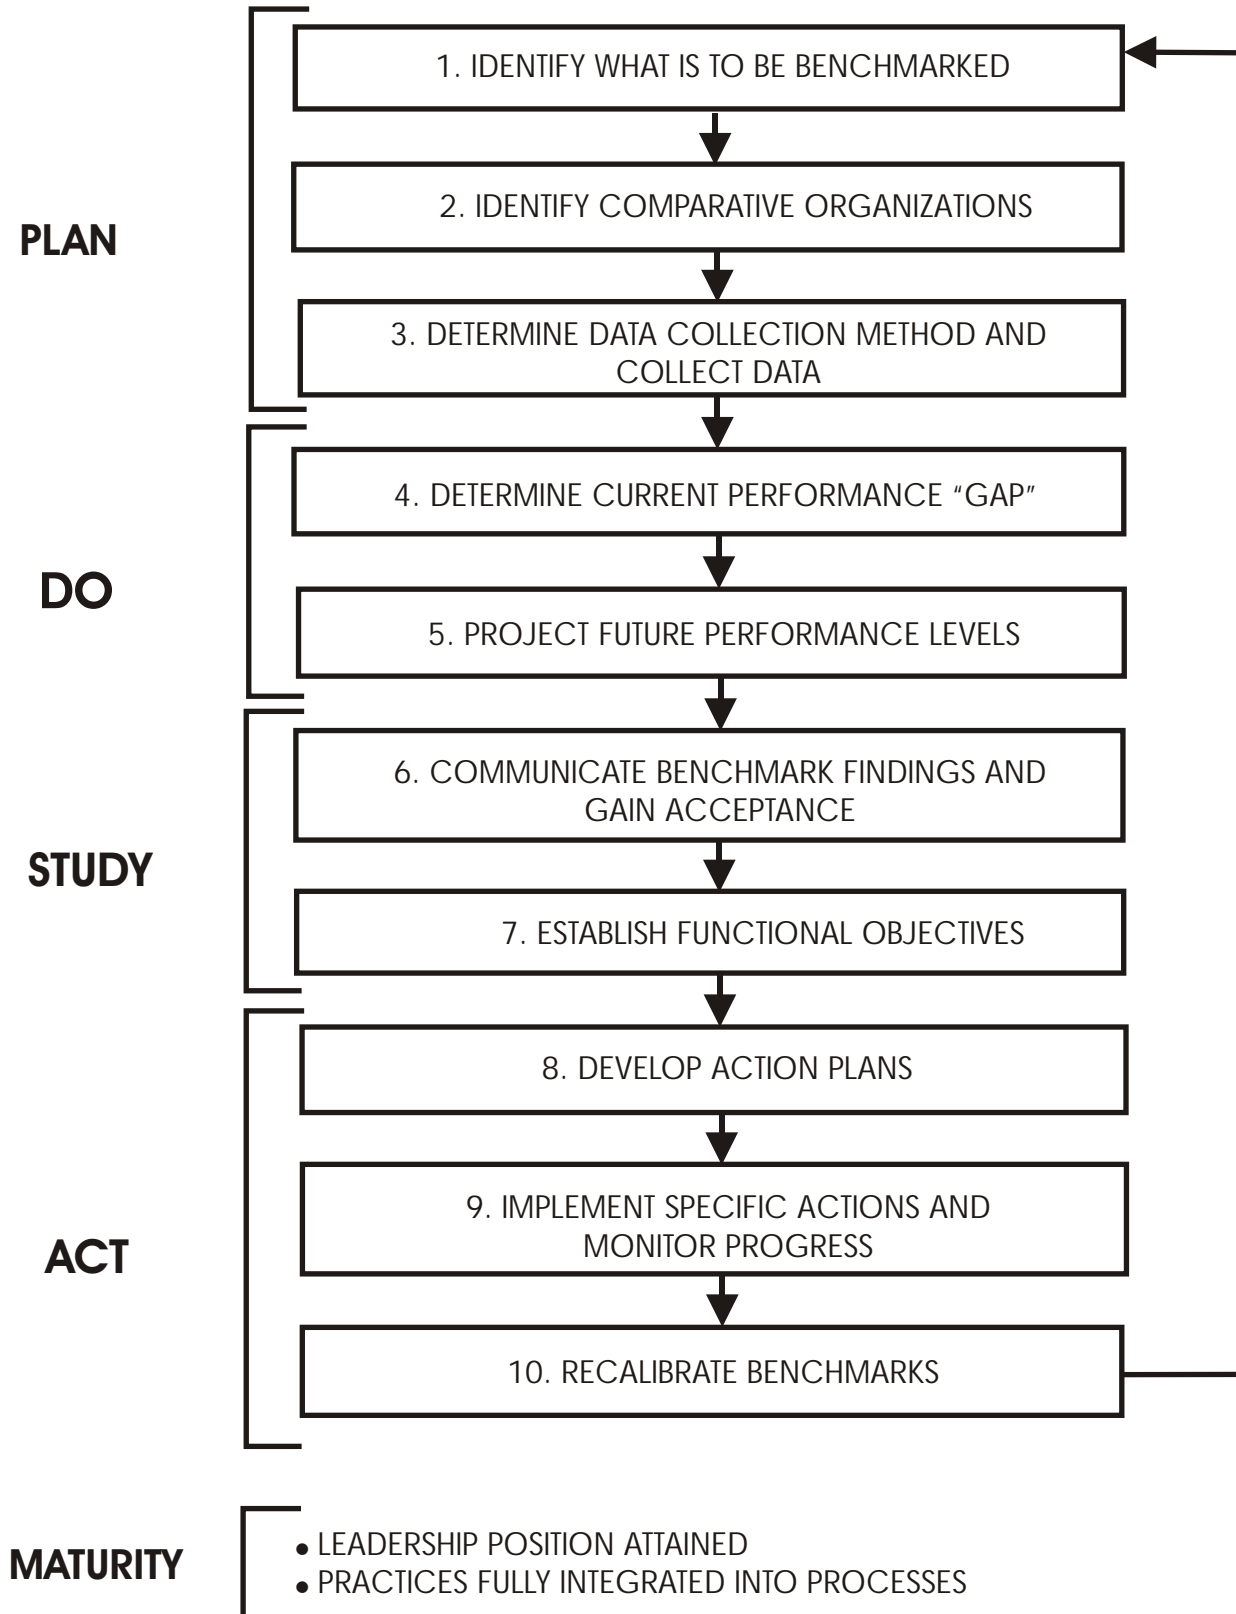 1. IDENTIFY WHAT IS TO BE BENCHMARKED
2. IDENTIFY COMPARATIVE ORGANIZATIONS
PLAN
3. DETERMINE DATA COLLECTION METHOD AND
COLLECT DATA
4. DETERMINE CURRENT PERFORMANCE “GAP”
DO
5. PROJECT FUTURE PERFORMANCE LEVELS
6. COMMUNICATE BENCHMARK FINDINGS AND
GAIN ACCEPTANCE
STUDY
7. ESTABLISH FUNCTIONAL OBJECTIVES
8. DEVELOP ACTION PLANS
9. IMPLEMENT SPECIFIC ACTIONS AND
MONITOR PROGRESS
ACT
10. RECALIBRATE BENCHMARKS
MATURITY
• LEADERSHIP POSITION ATTAINED
• PRACTICES FULLY INTEGRATED INTO PROCESSES